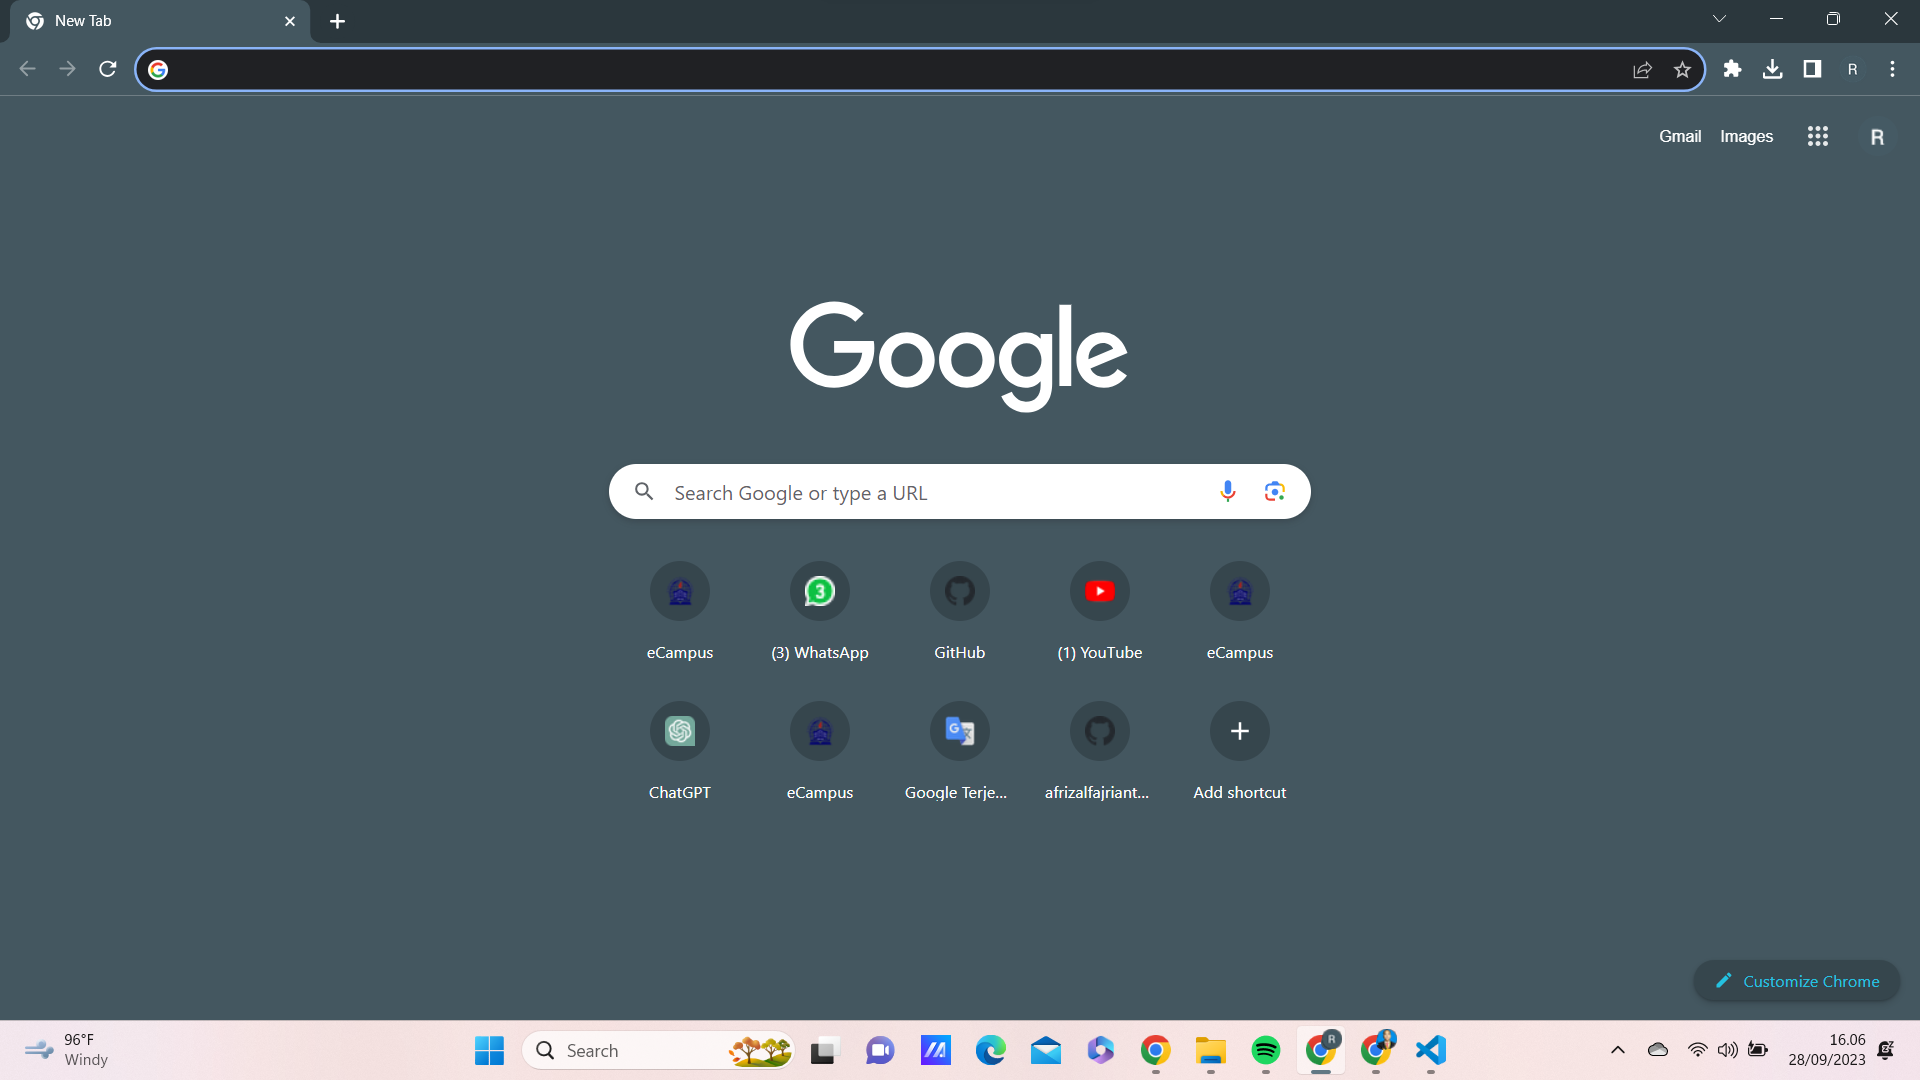 New Tab
R
Gmail
Images
R
Google
Search Google or type a URL
eCampus
(3) WhatsApp
GitHub
(1) YouTube
eCampus
ChatGPT
eCampus
Google Terje...
afrizalfajriant...
Add shortcut
Customize Chrome
96°F
Windy
Search
16.06
28/09/2023